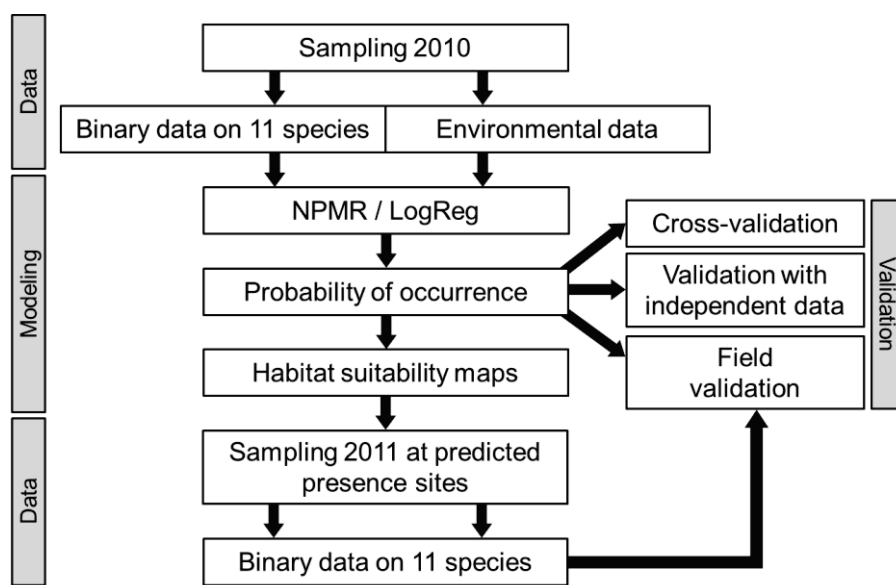 Data
Sampling 2010
Binary data on 11 species
Environmental data
Modeling
NPMR / LogReg
Probability of occurrence
Habitat suitability maps
Validation
Cross-validation
Validation with
independent data
Field
validation
Data
Sampling 2011 at predicted
presence sites
Binary data on 11 species